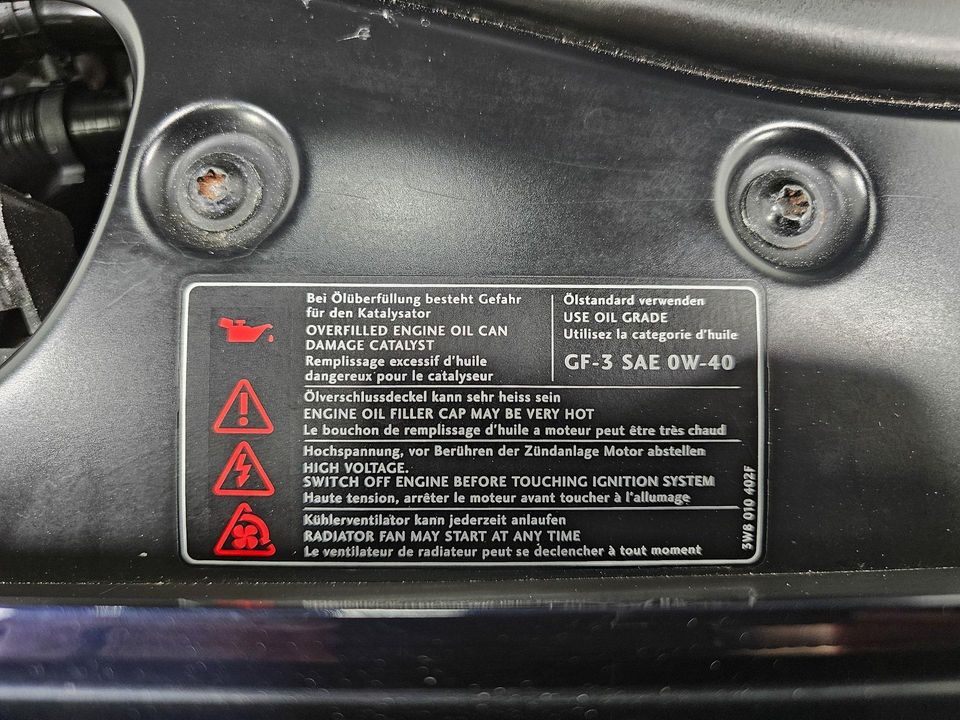 Bei Ölüberfüllung besteht Gefahr
für den Katalysator
OVERFILLED ENGINE OIL CAN
DAMAGE CATALYST
Remplissage excessif d'huile
dangereux pour le catalyseur
Ölstandard verwenden
USE OIL GRADE
Utilisez la categorie d'huile
GF-3 SAE 0W-40
Ölverschlussdeckel kann sehr heiss sein
ENGINE OIL FILLER CAP MAY BE VERY HOT
Le bouchon de remplissage d'huile a moteur peut être très chaud
Hochspannung, vor Berühren der Zündanlage Motor abstellen
HIGH VOLTAGE.
SWITCH OFF ENGINE BEFORE TOUCHING IGNITION SYSTEM
Haute tension, arrêter le moteur avant toucher à l'allumage
Kühlerventilator kann jederzeit anlaufen
RADIATOR FAN MAY START AT ANY TIME
Le ventilateur de radiateur peut se declencher à tout moment
3W8 010 402F